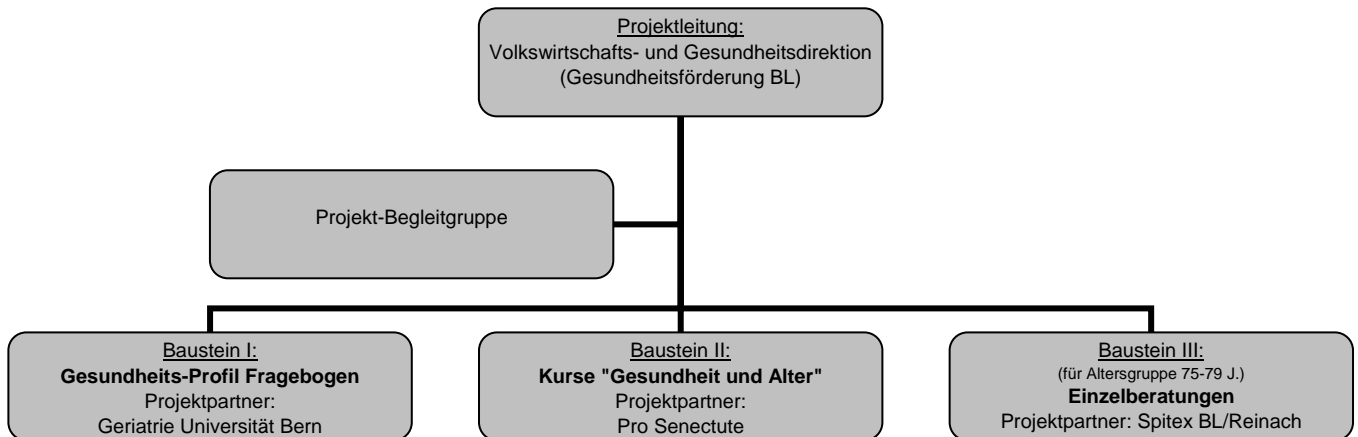 Projektleitung:
Volkswirtschafts- und Gesundheitsdirektion
(Gesundheitsförderung BL)
Projekt-Begleitgruppe
Baustein I:
Gesundheits-Profil Fragebogen
Projektpartner:
Geriatrie Universität Bern
Baustein II:
Kurse "Gesundheit und Alter"
Projektpartner:
Pro Senectute
Baustein III:
(für Altersgruppe 75-79 J.)
Einzelberatungen
Projektpartner: Spitex BL/Reinach